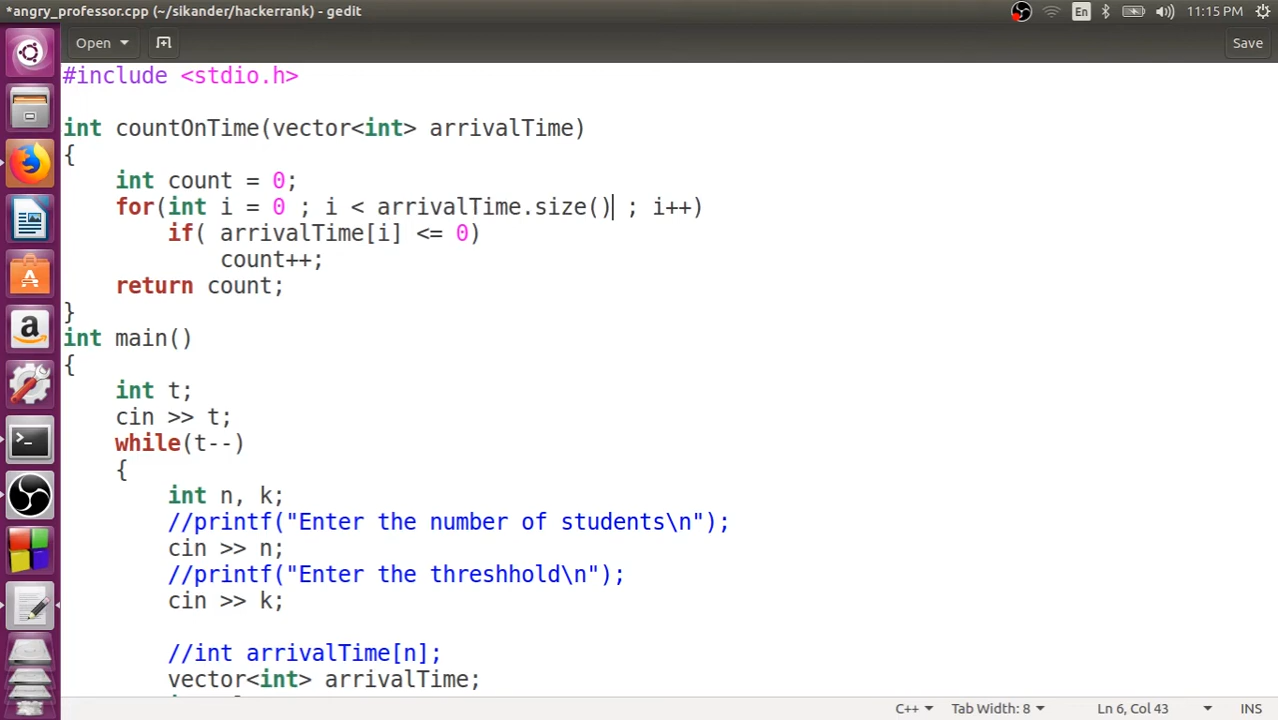 *angry_professor.cpp (~/sikander/hackerrank) - gedit
En
11:15 PM
Open
Save
#include <stdio.h>
int countOnTime(vector<int> arrivalTime)
{
int count = 0;
for(int i = 0 ; i < arrivalTime.size() ; i++)
if( arrivalTime[i] <= 0)
count++;
return count;
}
int main()
{
int t;
cin >> t;
while(t--)
{
int n, k;
//printf("Enter the number of students\n");
cin >> n;
//printf("Enter the threshhold\n");
cin >> k;
//int arrivalTime[n];
vector<int> arrivalTime;
C++
Tab Width: 8
Ln 6, Col 43
INS